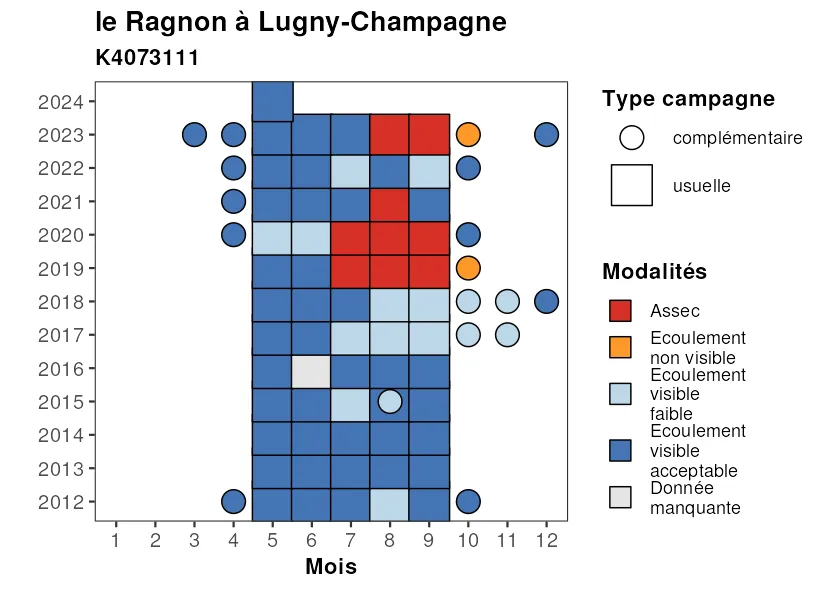 le Ragnon à Lugny-Champagne
K4073111
2024
2023
2022
2021
2020
2019
2018
2017
2016
2015
2014
2013
2012
1 2 3 4 5 6 7 8 9 10 11 12
Mois
Type campagne
complémentaire
usuelle
Modalités
Assec
Ecoulement
non visible
Ecoulement
visible
faible
Ecoulement
visible
acceptable
Donnée
manquante